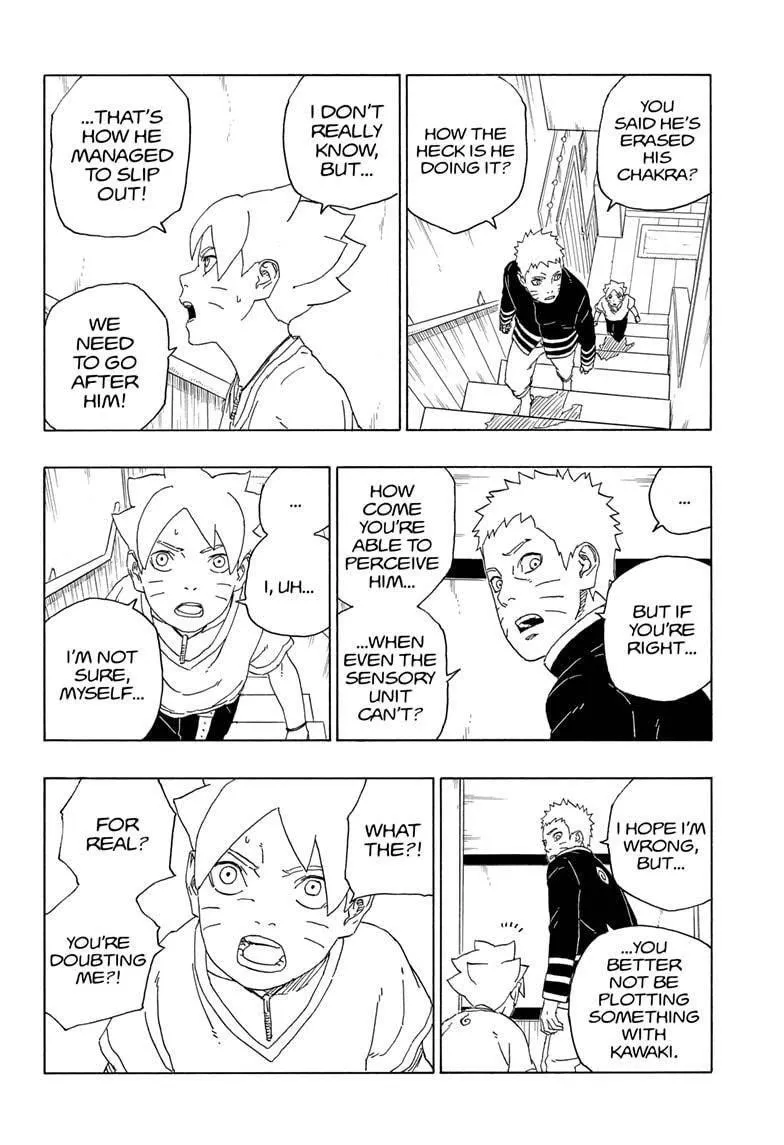 YOU
SAID HE'S
ERASED
HIS
CHAKRA?
HOW THE
HECK IS HE
DOING IT?
I DON'T
REALLY
KNOW,
BUT...
...THAT'S
HOW HE
MANAGED
TO SLIP
OUT!
WE
NEED
TO GO
AFTER
HIM!
...
BUT IF
YOU'RE
RIGHT...
HOW
COME
YOU'RE
ABLE TO
PERCEIVE
HIM...
...WHEN
EVEN THE
SENSORY
UNIT
CAN'T?
...
I, UH...
I'M NOT
SURE,
MYSELF...
I HOPE I'M
WRONG,
BUT...
...YOU
BETTER
NOT BE
PLOTTING
SOMETHING
WITH
KAWAKI.
WHAT
THE?!
FOR
REAL?
YOU'RE
DOUBTING
ME?!